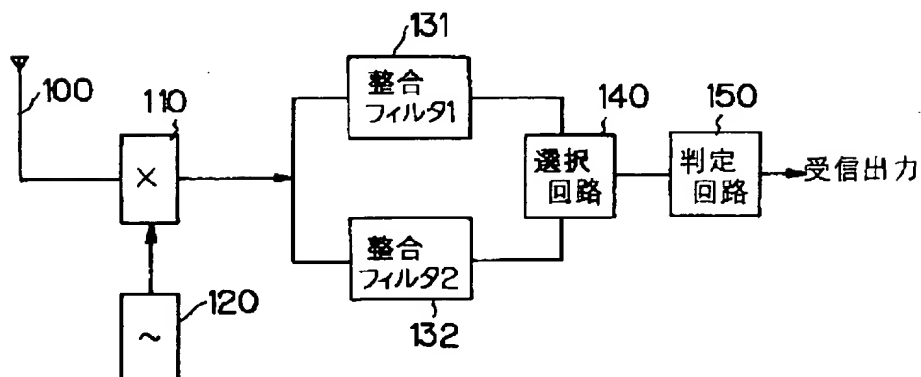 131
整合
フィルタ1
100
110
×
140
選択
回路
150
判定
回路
受信出力
整合
フィルタ2
132
120
~